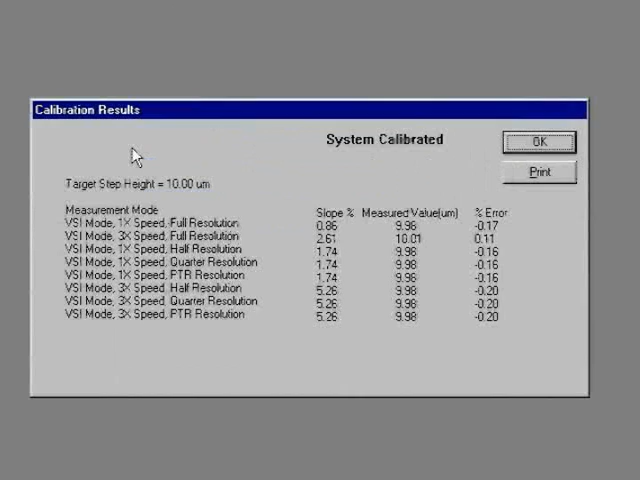 Calibration Results
System Calibrated
OK
Print
Target Step Height = 10.00 um
Measurement Mode Slope % Measured Value(um) % Error
VSI Mode, 1X Speed, Full Resolution 0.86 9.98 -0.17
VSI Mode, 3X Speed, Full Resolution 2.61 10.01 0.11
VSI Mode, 1X Speed, Half Resolution 1.74 9.98 -0.16
VSI Mode, 1X Speed, Quarter Resolution 1.74 9.98 -0.16
VSI Mode, 1X Speed, PTR Resolution 1.74 9.98 -0.16
VSI Mode, 3X Speed, Half Resolution 5.26 9.98 -0.20
VSI Mode, 3X Speed, Quarter Resolution 5.26 9.98 -0.20
VSI Mode, 3X Speed, PTR Resolution 5.26 9.98 -0.20